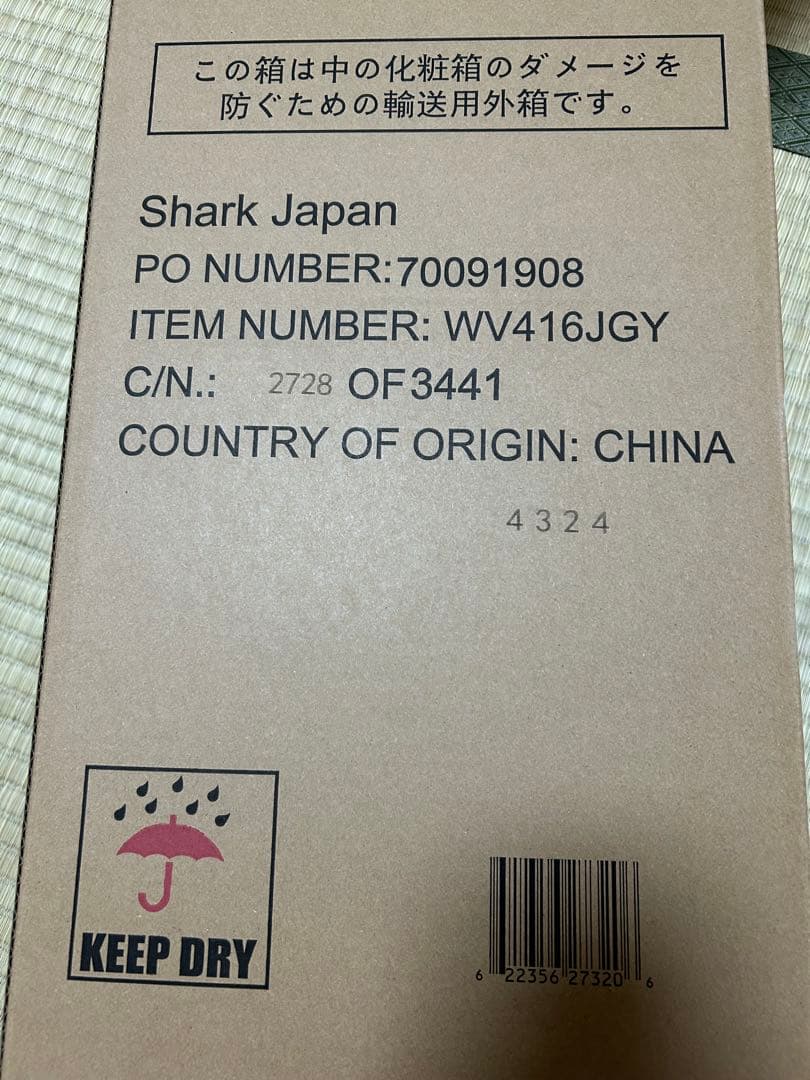 この箱は中の化粧箱のダメージを
防ぐための輸送用外箱です。
Shark Japan
PO NUMBER:70091908
ITEM NUMBER: WV416JGY
C/N.: 2728 OF 3441
COUNTRY OF ORIGIN: CHINA
4324
KEEP DRY
6 22356 27320 6